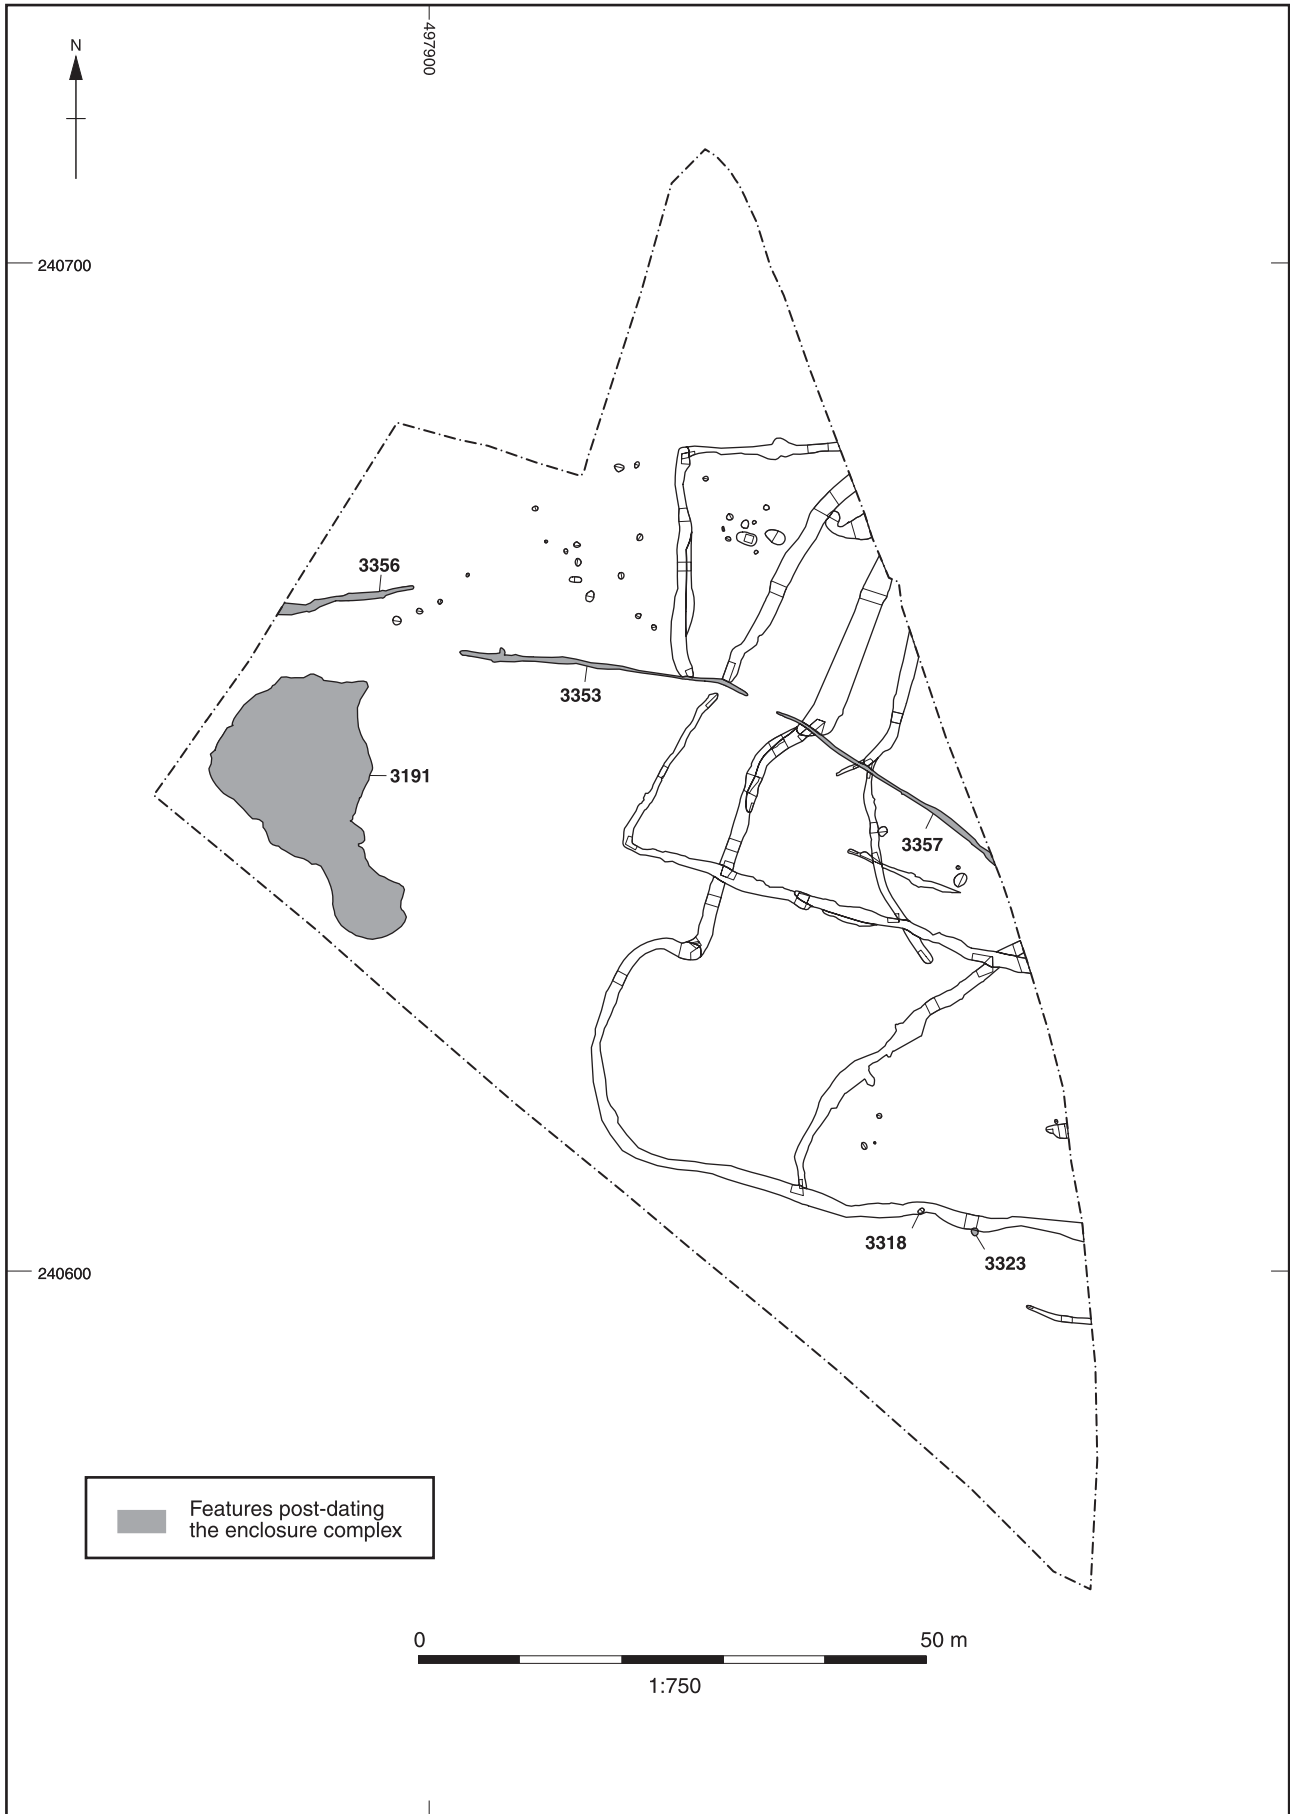 N
497900
240700
3356
3353
3191
3357
3318
3323
240600
Features post-dating
the enclosure complex
0 50 m
1:750